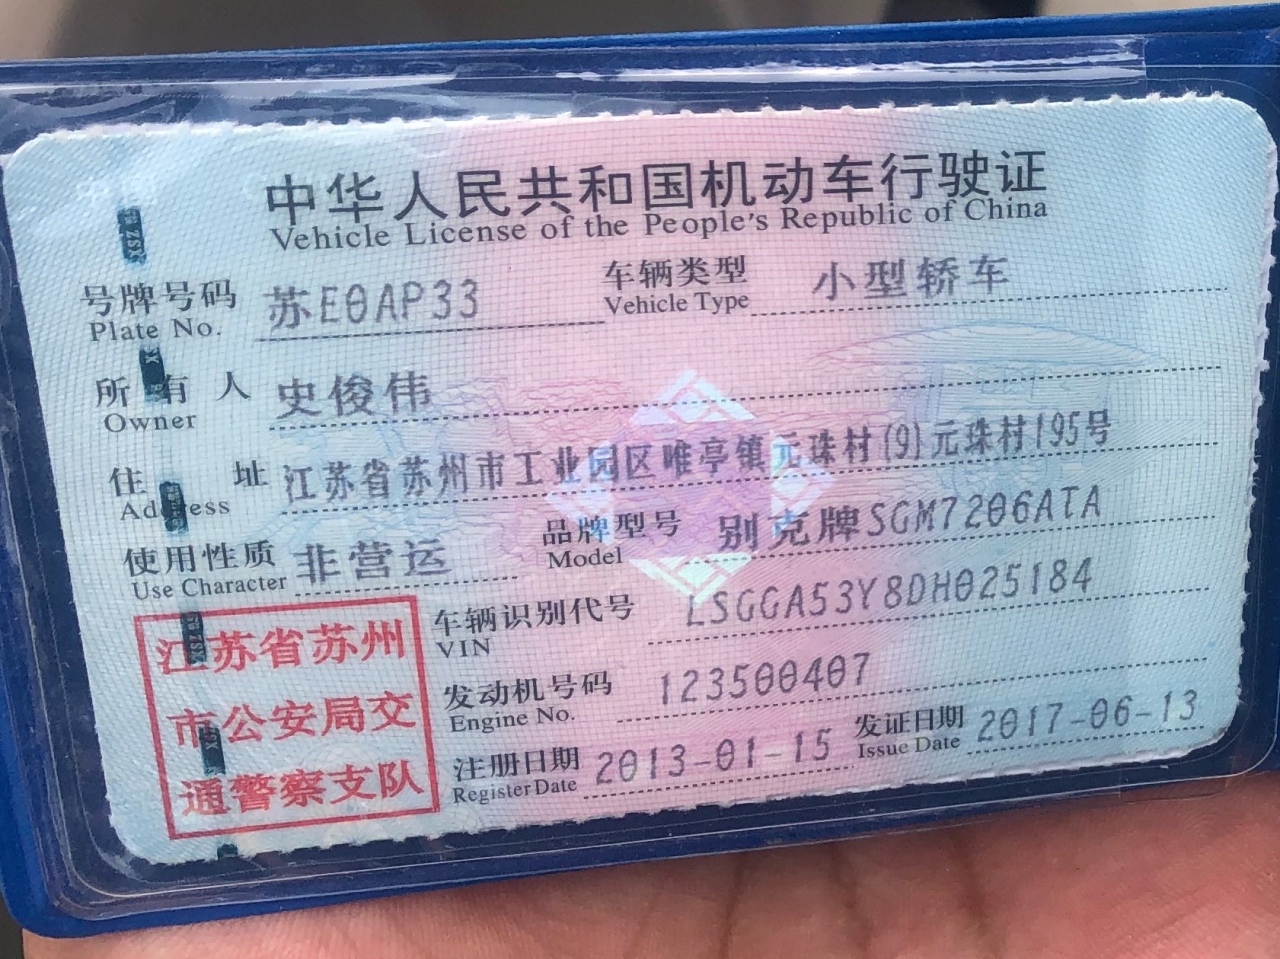 中华人民共和国机动车行驶证
Vehicle License of the People's Republic of China
号牌号码 苏E0AP33 车辆类型 小型轿车
Plate No. Vehicle Type
所有人 史俊伟
Owner
住址 江苏省苏州市工业园区唯亭镇元珠村(9)元珠村195号
Address
使用性质 非营运 品牌型号 别克牌SGM7206ATA
Use Character Model
车辆识别代号 LSGGA53Y8DH025184
VIN
发动机号码 123500407
Engine No.
注册日期 2013-01-15 发证日期 2017-06-13
Register Date Issue Date
江苏省苏州
市公安局交
通警察支队